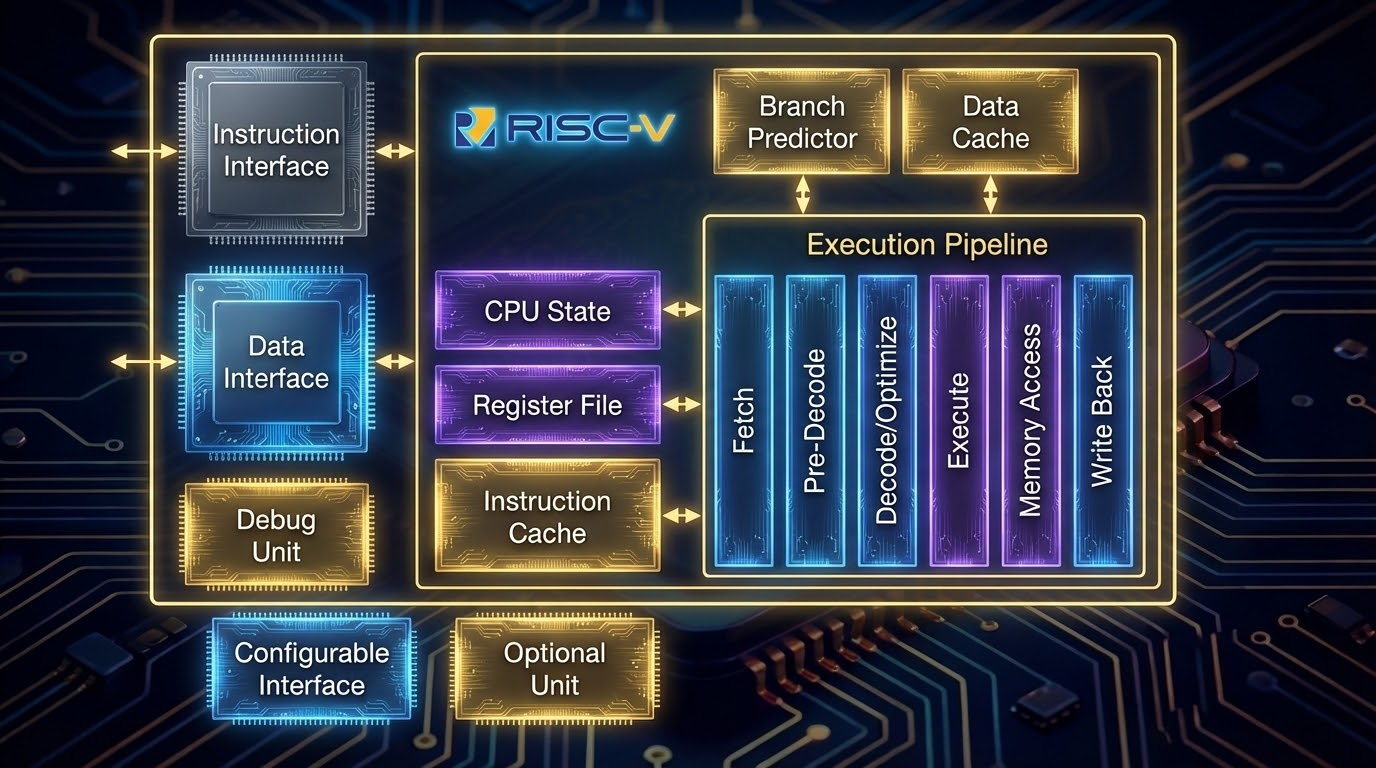 Instruction
Interface
RISC-V
Branch
Predictor
Data
Cache
Execution Pipeline
Data
Interface
CPU State
Register File
Instruction
Cache
Fetch
Pre-Decode
Decode/Optimize
Execute
Memory Access
Write Back
Debug
Unit
Configurable
Interface
Optional
Unit